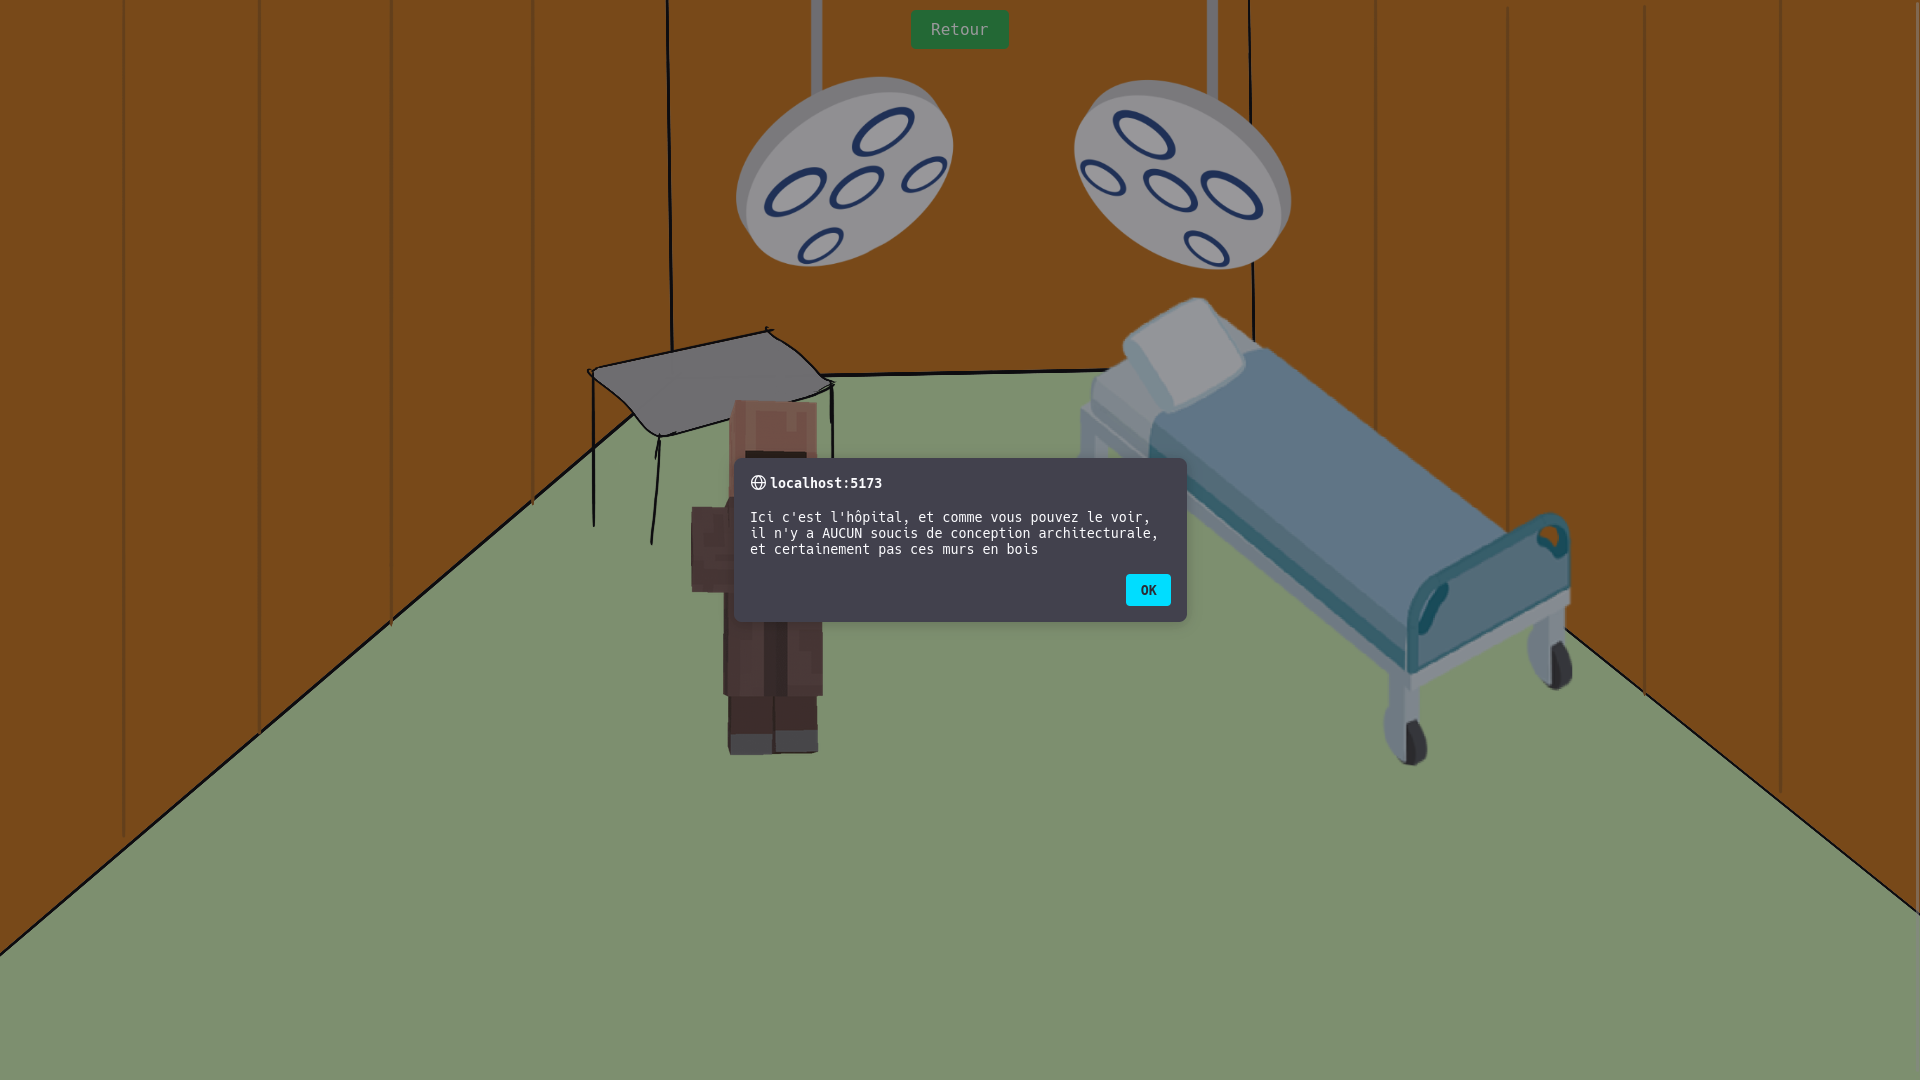 Retour
localhost:5173
Ici c'est l'hôpital, et comme vous pouvez le voir,
il n'y a AUCUN soucis de conception architecturale,
et certainement pas ces murs en bois
OK